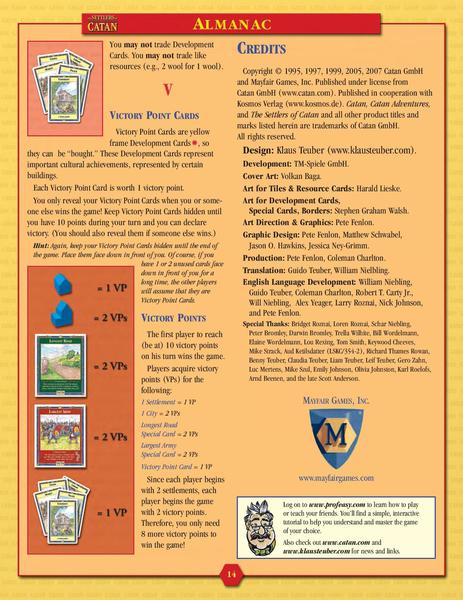 THE SETTLERS OF
CATAN
ALMANAC
You may not trade Development
Cards. You may not trade like
resources (e.g., 2 wool for 1 wool).
V
VICTORY POINT CARDS
Victory Point Cards are yellow
frame Development Cards, so
they can be “bought.” These Development Cards represent
important cultural achievements, represented by certain
buildings.
Each Victory Point Card is worth 1 victory point.
You only reveal your Victory Point Cards when you or some-
one else wins the game! Keep Victory Point Cards hidden until
you have 10 points during your turn and you can declare
victory. (You should also reveal them if someone else wins.)
Hint: Again, keep your Victory Point Cards hidden until the end of
the game. Place them face down in front of you. Of course, if you
have 1 or 2 unused cards face
down in front of you for a
long time, the other players
will assume that they are
Victory Point Cards.
= 1 VP
= 2 VPs
LONGEST ROAD
= 2 VPs
LARGEST ARMY
= 2 VPs
= 1 VP
VICTORY POINTS
The first player to reach
(be at) 10 victory points
on his turn wins the game.
Players acquire victory
points (VPs) for the
following:
1 Settlement = 1 VP
1 City = 2 VPs
Longest Road
Special Card = 2 VPs
Largest Army
Special Card = 2 VPs
Victory Point Card = 1 VP
Since each player begins
with 2 settlements, each
player begins the game
with 2 victory points.
Therefore, you only need
8 more victory points to
win the game!
CREDITS
Copyright © 1995, 1997, 1999, 2005, 2007 Catan GmbH
and Mayfair Games, Inc. Published under license from
Catan GmbH (www.catan.com). Published in cooperation with
Kosmos Verlag (www.kosmos.de). Catan, Catan Adventures,
and The Settlers of Catan and all other product titles and
marks listed herein are trademarks of Catan GmbH.
All rights reserved.
Design: Klaus Teuber (www.klausteuber.com).
Development: TM-Spiele GmbH.
Cover Art: Volkan Baga.
Art for Tiles & Resource Cards: Harald Lieske.
Art for Development Cards,
Special Cards, Borders: Stephen Graham Walsh.
Art Direction & Graphics: Pete Fenlon.
Graphic Design: Pete Fenlon, Matthew Schwabel,
Jason O. Hawkins, Jessica Ney-Grimm.
Production: Pete Fenlon, Coleman Charlton.
Translation: Guido Teuber, William Nielbling.
English Language Development: William Niebling,
Guido Teuber, Coleman Charlton, Robert T. Carty Jr.,
Will Niebling, Alex Yeager, Larry Roznai, Nick Johnson,
and Pete Fenlon.
Special Thanks: Bridget Roznai, Loren Roznai, Schar Niebling,
Peter Bromley, Darwin Bromley, Trella Wilhite, Bill Wordelmann,
Elaine Wordelmann, Lou Rexing, Tom Smith, Keywood Cheeves,
Mike Strack, Aud Ketilsdatter (LSKG/354-2), Richard Thames Rowan,
Benny Teuber, Claudia Teuber, Liam Teuber, Leif Teuber, Gero Zahn,
Luc Mertens, Mike Szul, Emily Johnson, Olivia Johnston, Karl Roelofs,
Arnd Beenen, and the late Scott Anderson.
MAYFAIR GAMES, INC.
M
www.mayfairgames.com
Log on to www.profeasy.com to learn how to play
or teach your friends. You’ll find a simple, interactive
tutorial to help you understand and master the game
of your choice.
Also check out www.catan.com and
www.klausteuber.com for news and links.
14